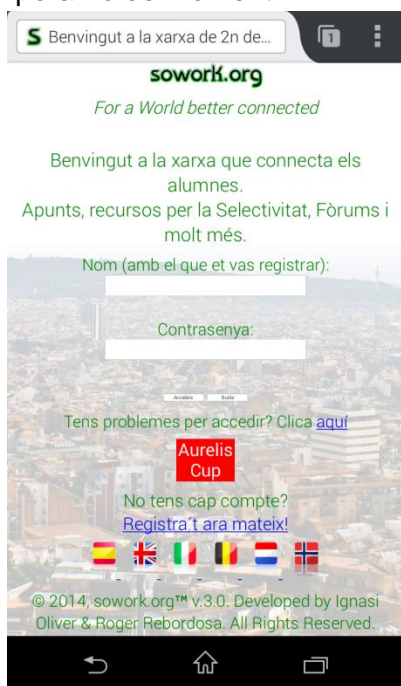 S Benvingut a la xarxa de 2n de...
1
sowork.org
For a World better connected
Benvingut a la xarxa que connecta els
alumnes.
Apunts, recursos per la Selectivitat, Fòrums i
molt més.
Nom (amb el que et vas registrar):
Contrasenya:
Tens problemes per accedir? Clica aquí
Aurelis
Cup
No tens cap compte?
Registra´t ara mateix!
© 2014, sowork.org™ v.3.0. Developed by Ignasi
Oliver & Roger Rebordosa. All Rights Reserved.